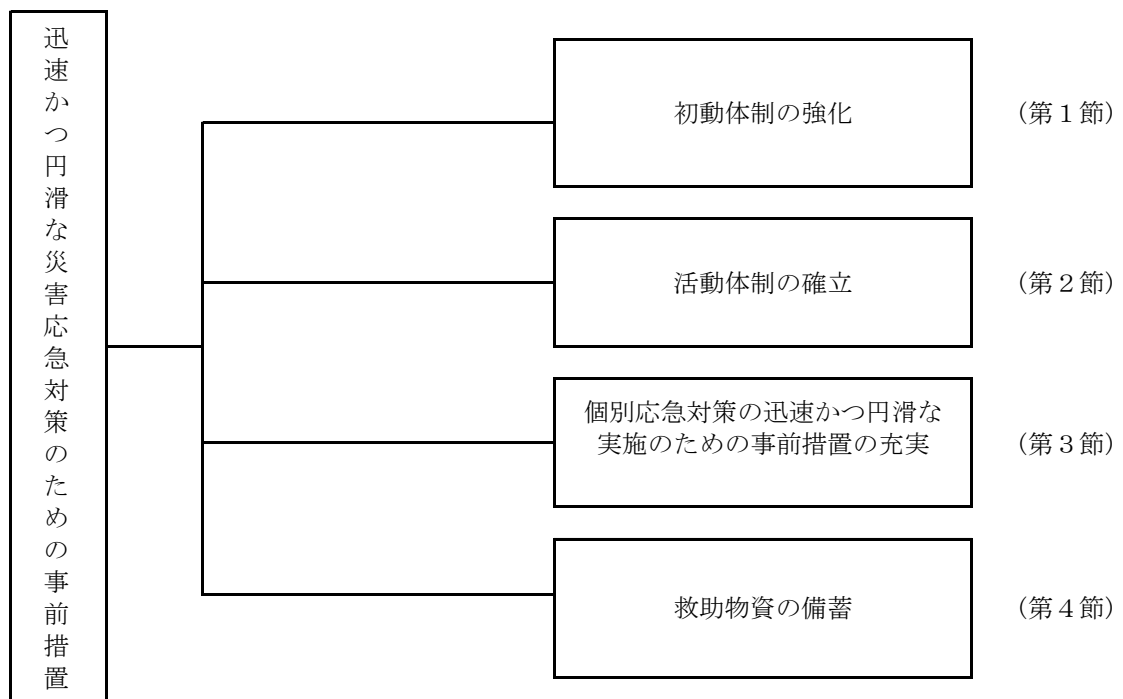 迅速かつ円滑な災害応急対策のための事前措置
初動体制の強化
（第１節）
活動体制の確立
（第２節）
個別応急対策の迅速かつ円滑な
実施のための事前措置の充実
（第３節）
救助物資の備蓄
（第４節）